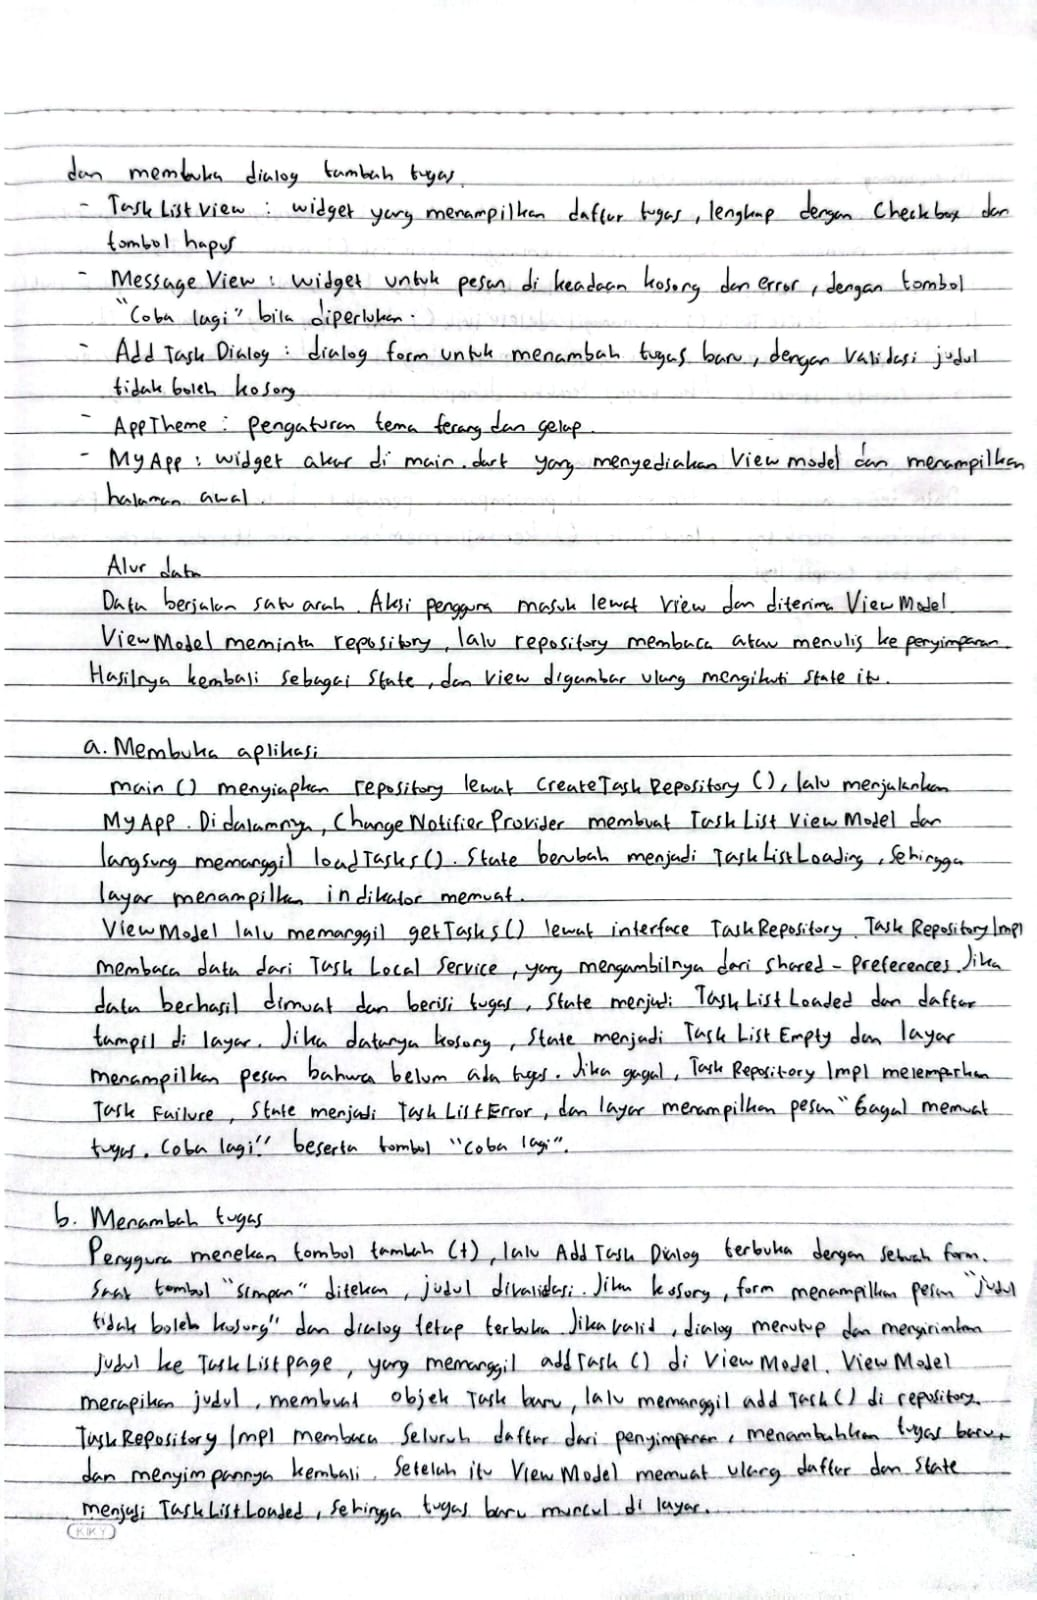 dan membuka dialog tambah tugas.
- TaskListView : widget yang menampilkan daftar tugas, lengkap dengan Checkbox dan
tombol hapus
- Message View : widget untuk pesan di keadaan kosong dan error, dengan tombol
"Coba lagi" bila diperlukan.
- Add Task Dialog : dialog form untuk menambah tugas baru, dengan validasi judul
tidak boleh kosong
- AppTheme : pengaturan tema terang dan gelap.
- MyApp : widget akar di main.dart yang menyediakan View model dan menampilkan
halaman awal.
Alur data
Data berjalan satu arah. Aksi pengguna masuk lewat view dan diterima ViewModel.
ViewModel meminta repository, lalu repository membaca atau menulis ke penyimpanan.
Hasilnya kembali sebagai State, dan view digambar ulang mengikuti state itu.
a. Membuka aplikasi
main () menyiapkan repository lewat CreateTaskRepository (), lalu menjalankan
MyApp. Didalamnya, ChangeNotifierProvider membuat TaskListViewModel dan
langsung memanggil loadTasks(). State berubah menjadi TaskListLoading, sehingga
layar menampilkan indikator memuat.
ViewModel lalu memanggil getTasks() lewat interface TaskRepository. TaskRepositoryImpl
membaca data dari Task Local Service, yang mengambilnya dari shared-preferences. Jika
data berhasil dimuat dan berisi tugas, state menjadi TaskListLoaded dan daftar
tampil di layar. Jika datanya kosong, state menjadi TaskListEmpty dan layar
menampilkan pesan bahwa belum ada tugas. Jika gagal, TaskRepositoryImpl melemparkan
Task Failure, state menjadi TaskListError, dan layar menampilkan pesan "Gagal memuat
tugas. Coba lagi." beserta tombol "Coba lagi".
b. Menambah tugas
Pengguna menekan tombol tambah (+), lalu AddTaskDialog terbuka dengan sebuah form.
Saat tombol "Simpan" ditekan, judul divalidasi. Jika kosong, form menampilkan pesan "judul
tidak boleh kosong" dan dialog tetap terbuka. Jika valid, dialog menutup dan mengirimkan
judul ke TaskListpage, yang memanggil addTask () di ViewModel. ViewModel
merapikan judul, membuat objek Task baru, lalu memanggil addTask() di repository.
TaskRepositoryImpl membaca seluruh daftar dari penyimpanan, menambahkan tugas baru,
dan menyimpannya kembali. Setelah itu ViewModel memuat ulang daftar dan State
menjadi TaskListLoaded, sehingga tugas baru muncul di layar.
KIKY